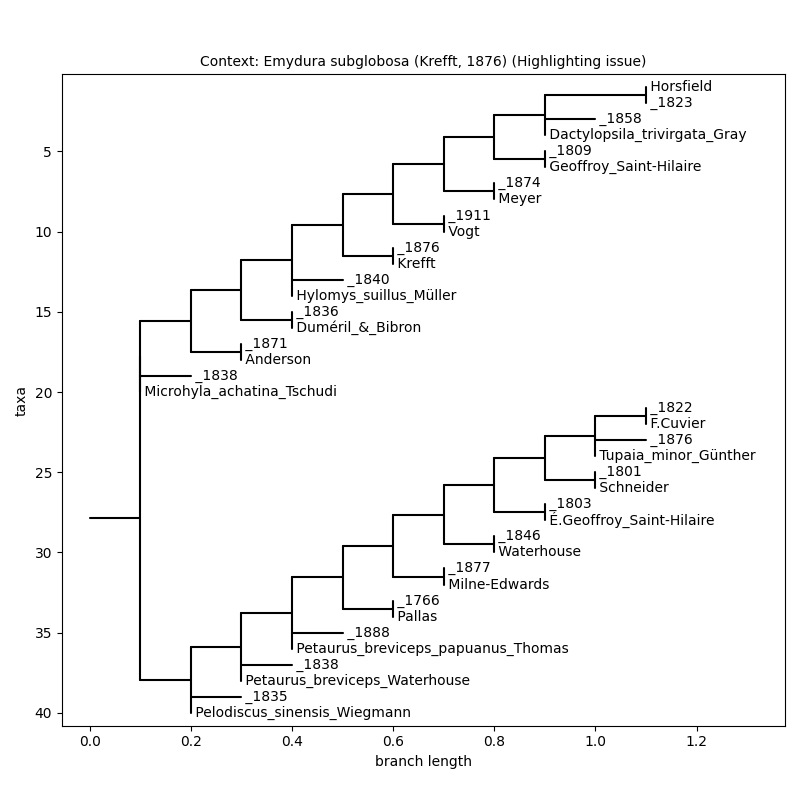 Context: Emydura subglobosa (Krefft, 1876) (Highlighting issue)
Horsfield
_1823
_1858
Dactylopsila_trivirgata_Gray
5
_1809
Geoffroy_Saint-Hilaire
_1874
Meyer
_1911
Vogt
10
_1876
Krefft
_1840
Hylomys_suillus_Müller
15
_1836
Duméril_&_Bibron
_1871
Anderson
_1838
20
Microhyla_achatina_Tschudi
taxa
_1822
F.Cuvier
_1876
Tupaia_minor_Günther
25
_1801
Schneider
_1803
É.Geoffroy_Saint-Hilaire
_1846
30
Waterhouse
_1877
Milne-Edwards
_1766
Pallas
35
_1888
Petaurus_breviceps_papuanus_Thomas
_1838
Petaurus_breviceps_Waterhouse
_1835
40
Pelodiscus_sinensis_Wiegmann
0.0 0.2 0.4 0.6 0.8 1.0 1.2
branch length